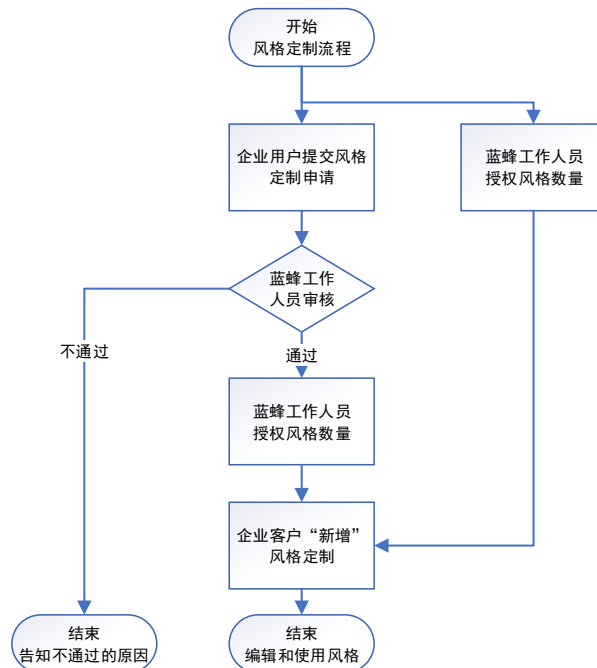 开始
风格定制流程
企业用户提交风格
定制申请
蓝蜂工作人员
授权风格数量
蓝蜂工作
人员审核
不通过
通过
蓝蜂工作人员
授权风格数量
企业客户“新增”
风格定制
结束
告知不通过的原因
结束
编辑和使用风格